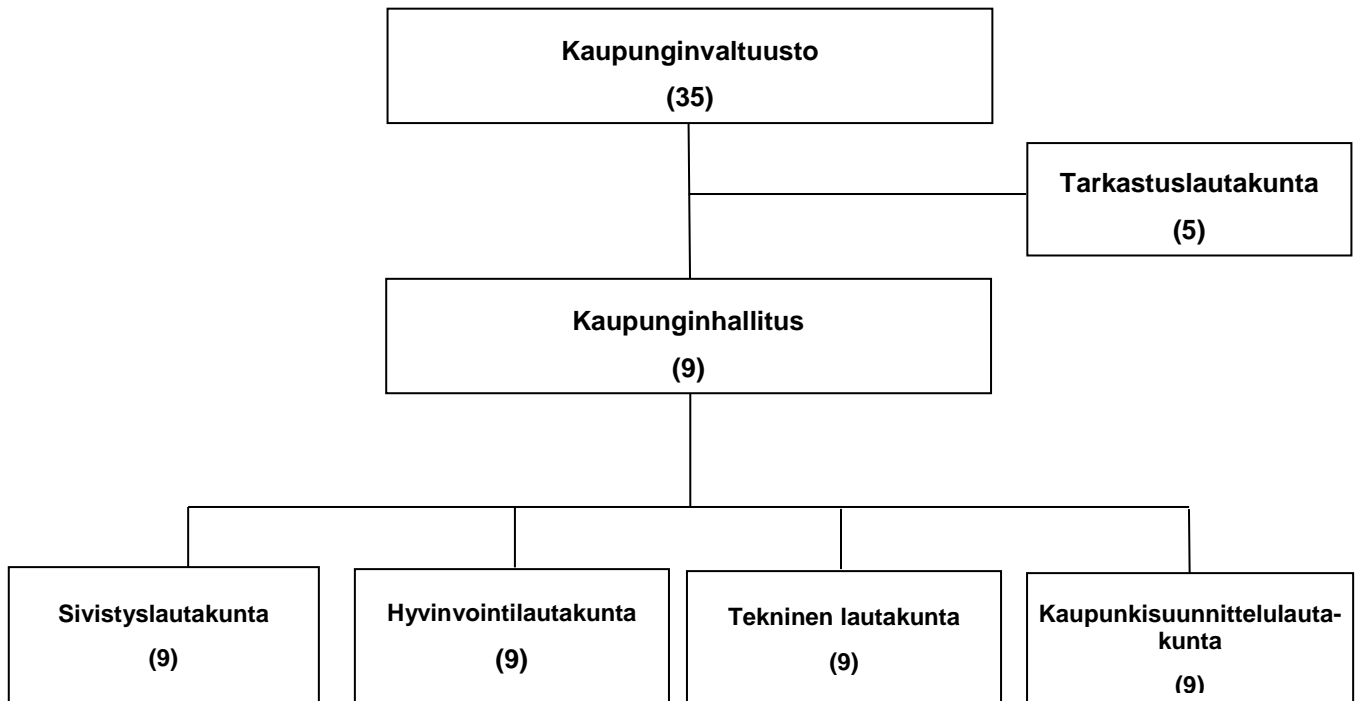 Kaupunginvaltuusto
(35)
Tarkastuslautakunta
(5)
Kaupunginhallitus
(9)
Sivistyslautakunta
(9)
Hyvinvointilautakunta
(9)
Tekninen lautakunta
(9)
Kaupunkisuunnittelulauta-
kunta
(9)